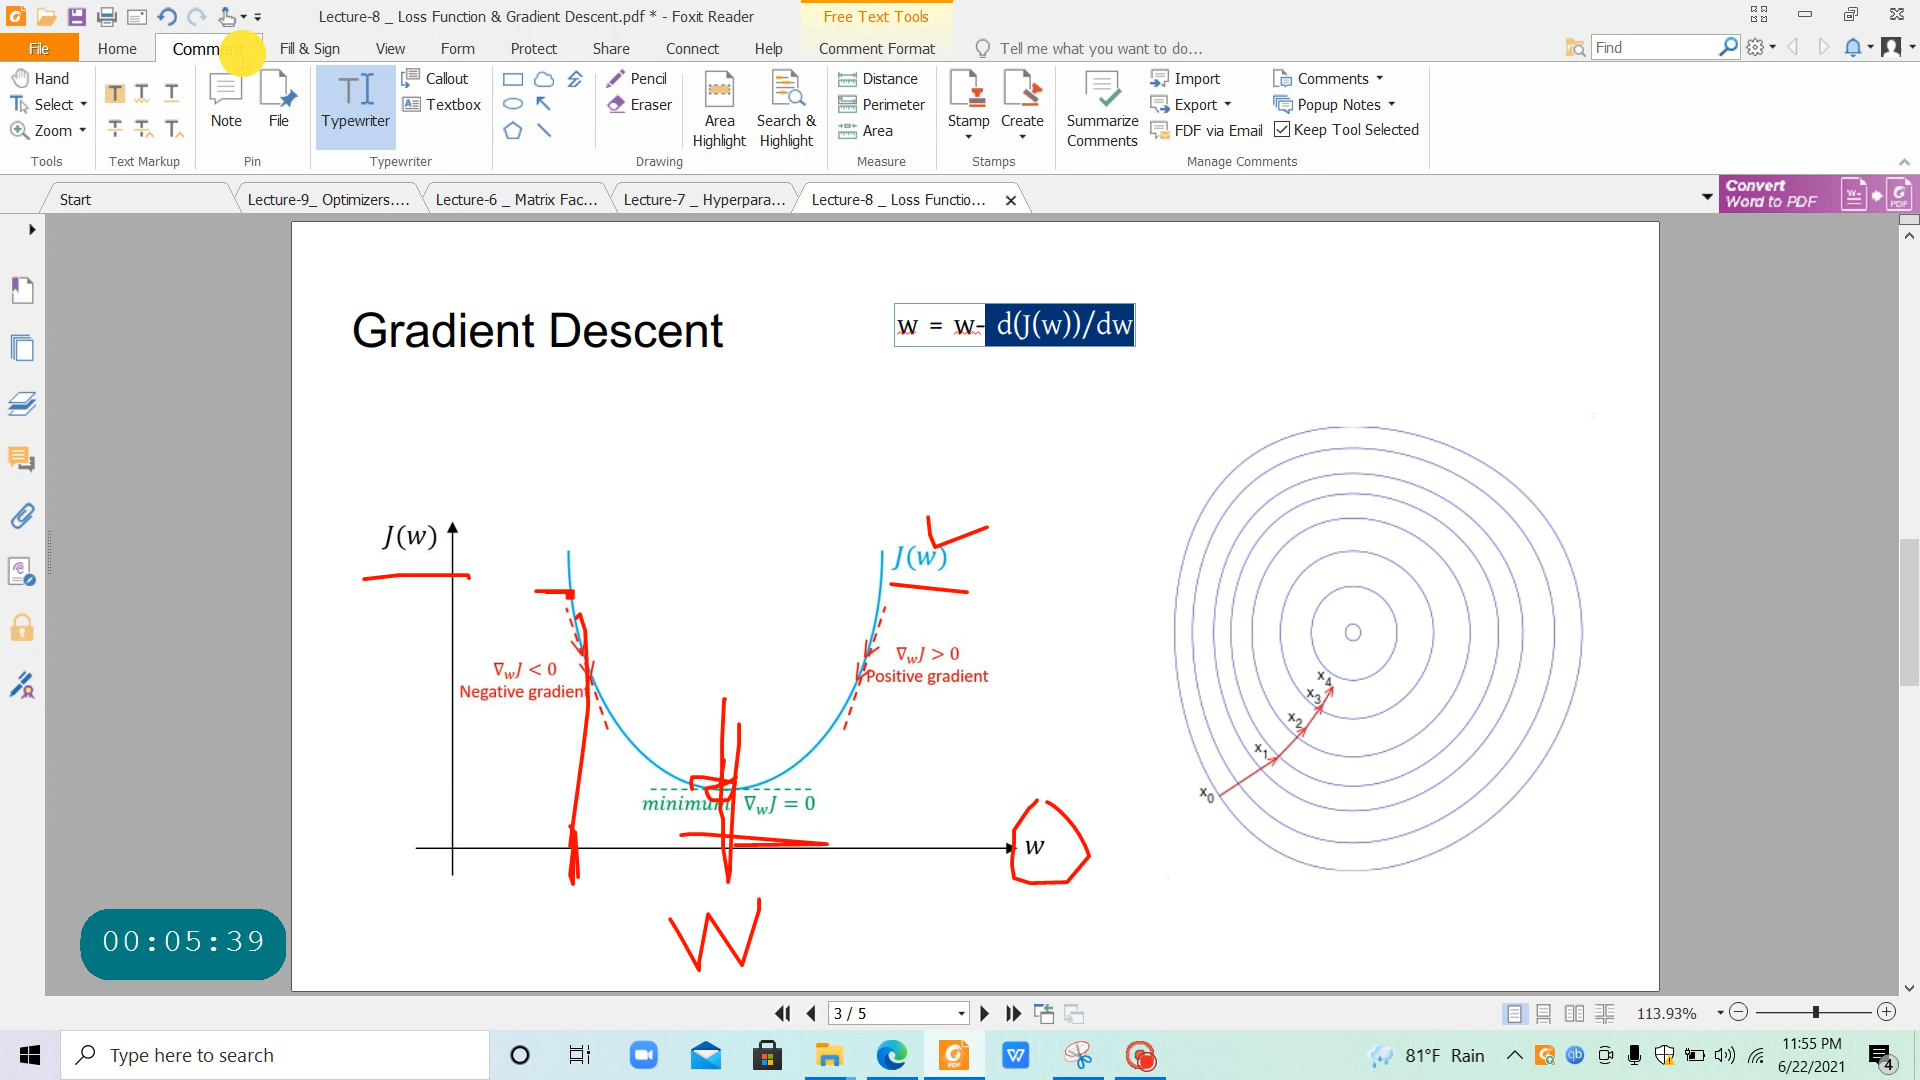 Lecture-8 _ Loss Function & Gradient Descent.pdf * - Foxit Reader
Free Text Tools
File Home Comment Fill & Sign View Form Protect Share Connect Help Comment Format Tell me what you want to do... Find
Hand
Select
Zoom
Tools
Text Markup
Note
File
Pin
Typewriter
Callout
Textbox
Typewriter
Pencil
Eraser
Area Highlight
Search & Highlight
Drawing
Distance
Perimeter
Area
Measure
Stamp
Create
Stamps
Summarize Comments
Import
Export
FDF via Email
Comments
Popup Notes
Keep Tool Selected
Manage Comments
Start
Lecture-9_ Optimizers....
Lecture-6 _ Matrix Fac...
Lecture-7 _ Hyperpara...
Lecture-8 _ Loss Functio...
Convert
Word to PDF
Gradient Descent
w = w- d(J(w))/dw
J(w)
J(w)
∇wJ < 0
Negative gradient
∇wJ > 0
Positive gradient
minimum ∇wJ = 0
w
W
x4
x3
x2
x1
x0
00:05:39
3 / 5
113.93%
Type here to search
81°F Rain
11:55 PM
6/22/2021
4